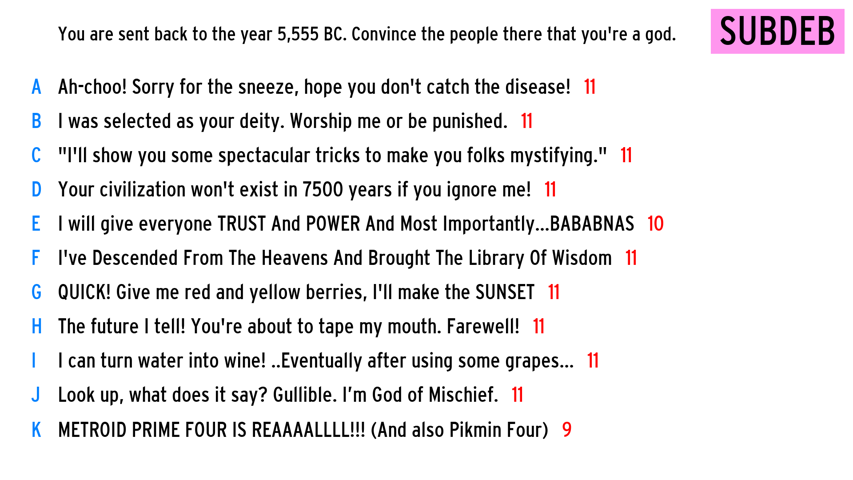 You are sent back to the year 5,555 BC. Convince the people there that you're a god.
SUBDEB
A Ah-choo! Sorry for the sneeze, hope you don't catch the disease! 11
B I was selected as your deity. Worship me or be punished. 11
C "I'll show you some spectacular tricks to make you folks mystifying." 11
D Your civilization won't exist in 7500 years if you ignore me! 11
E I will give everyone TRUST And POWER And Most Importantly...BABABNAS 10
F I've Descended From The Heavens And Brought The Library Of Wisdom 11
G QUICK! Give me red and yellow berries, I'll make the SUNSET 11
H The future I tell! You're about to tape my mouth. Farewell! 11
I I can turn water into wine! ..Eventually after using some grapes... 11
J Look up, what does it say? Gullible. I’m God of Mischief. 11
K METROID PRIME FOUR IS REAAAALLLL!!! (And also Pikmin Four) 9